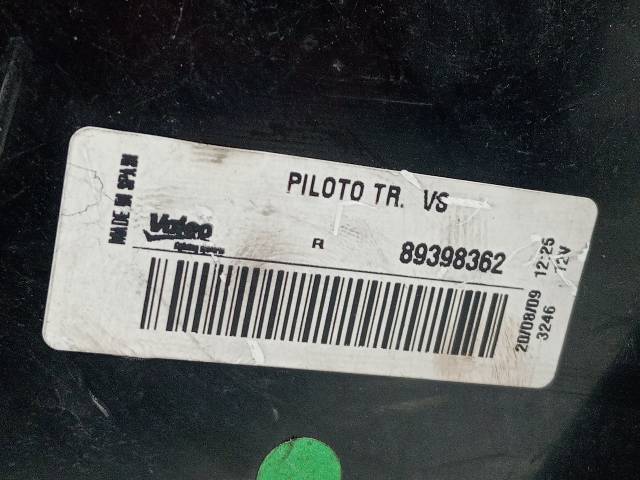 PILOTO TR. VS
MADE IN SPAIN
Valeo
R
89398362
20/08/09 12:25
3246 12V